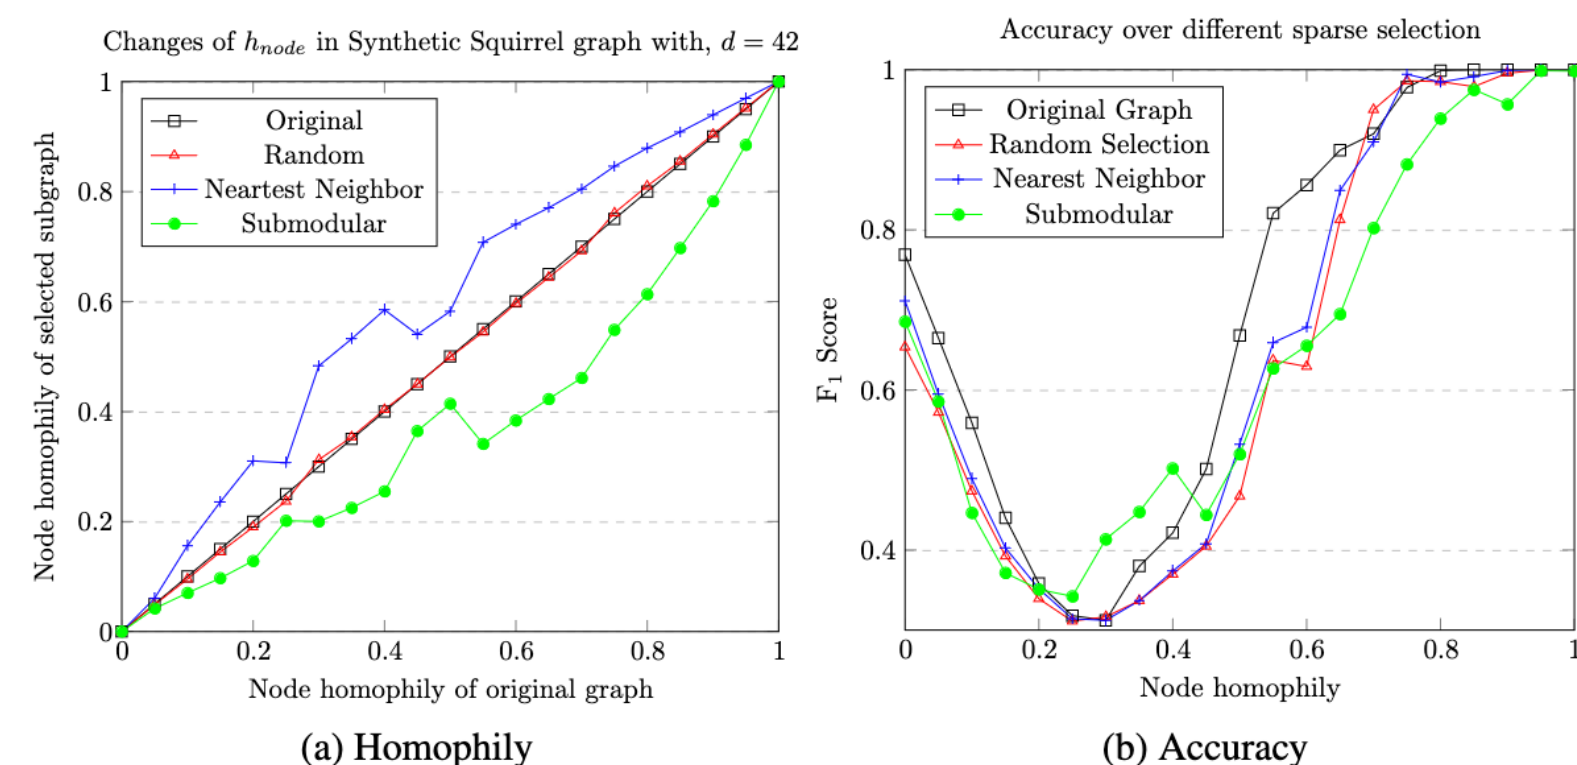 Changes of h_node in Synthetic Squirrel graph with, d = 42
Node homophily of selected subgraph
1
0.8
0.6
0.4
0.2
0
Original
Random
Neartest Neighbor
Submodular
0 0.2 0.4 0.6 0.8 1
Node homophily of original graph
(a) Homophily
Accuracy over different sparse selection
F1 Score
1
0.8
0.6
0.4
Original Graph
Random Selection
Nearest Neighbor
Submodular
0 0.2 0.4 0.6 0.8 1
Node homophily
(b) Accuracy